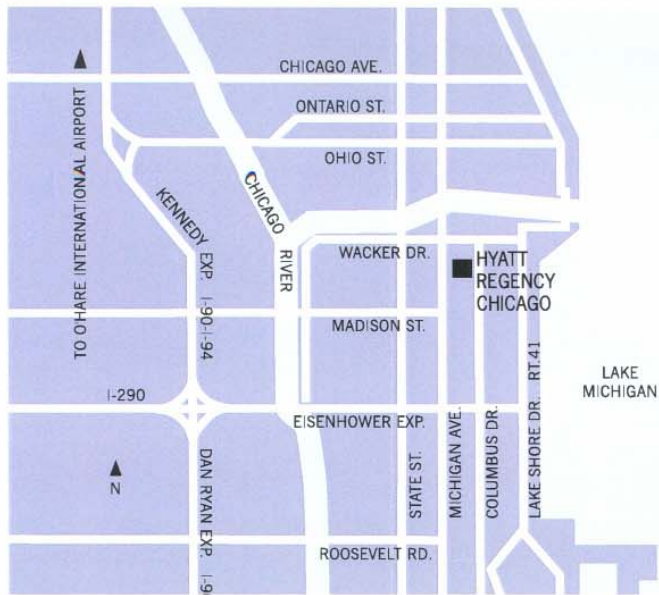 CHICAGO AVE.
ONTARIO ST.
OHIO ST.
TO O'HARE INTERNATIONAL AIRPORT
KENNEDY EXP. I-90-I-94
CHICAGO RIVER
WACKER DR.
HYATT
REGENCY
CHICAGO
MADISON ST.
LAKE
MICHIGAN
I-290
EISENHOWER EXP.
STATE ST.
MICHIGAN AVE.
COLUMBUS DR.
LAKE SHORE DR. RT.41
N
DAN RYAN EXP. I-9
ROOSEVELT RD.